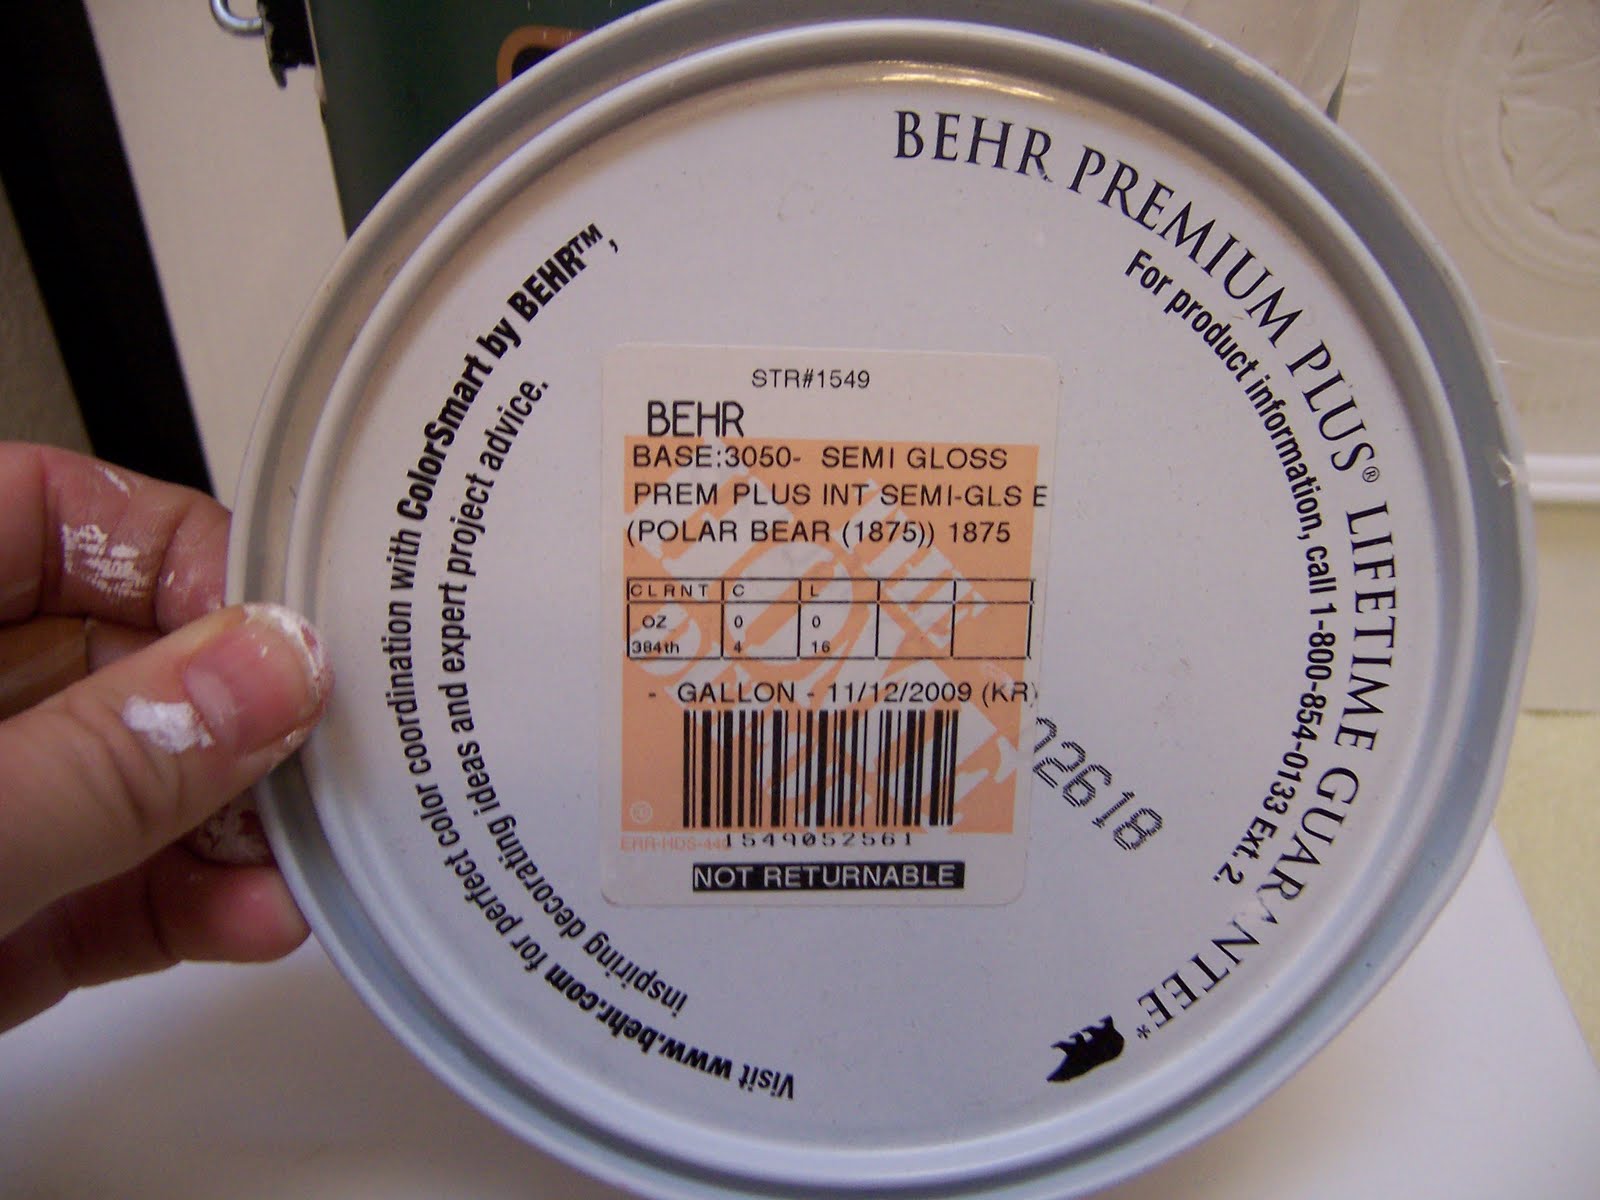 BEHR PREMIUM PLUS® LIFETIME GUARANTEE*
For product information, call 1-800-854-0133 Ext. 2.
STR#1549
BEHR
BASE:3050- SEMI GLOSS
PREM PLUS INT SEMI-GLS E
(POLAR BEAR (1875)) 1875
CLRNT C L
OZ 0 0
384th 4 16
- GALLON - 11/12/2009 (KR)
1549052561
NOT RETURNABLE
THE HOME DEPOT
Visit www.behr.com for perfect color coordination with ColorSmart by BEHR™,
inspiring decorating ideas and expert project advice.